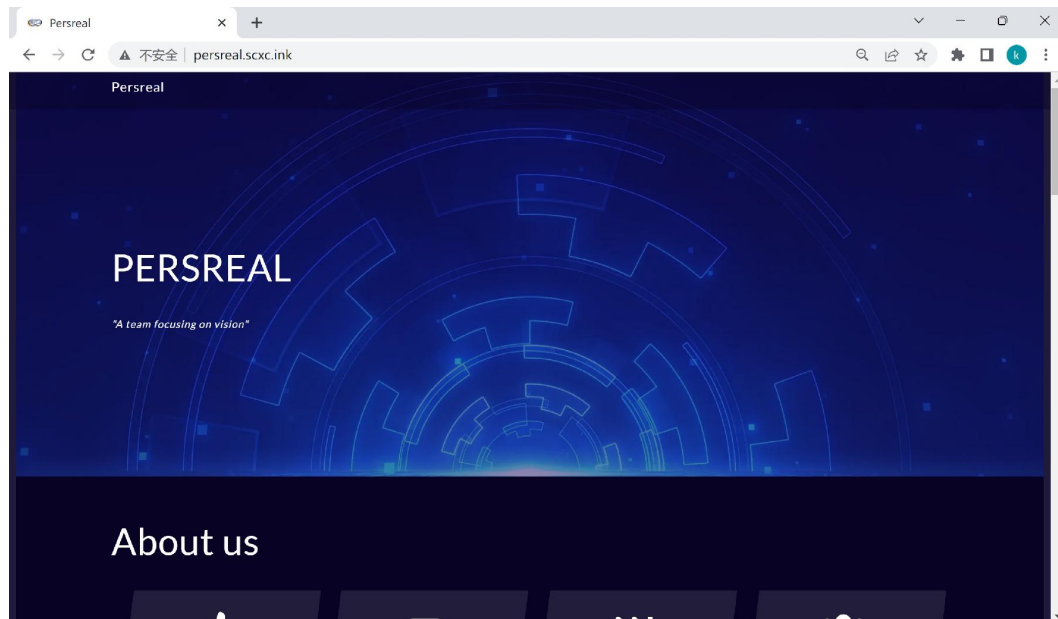 Persreal
不安全 persreal.scxc.ink
k
Persreal
PERSREAL
"A team focusing on vision"
About us